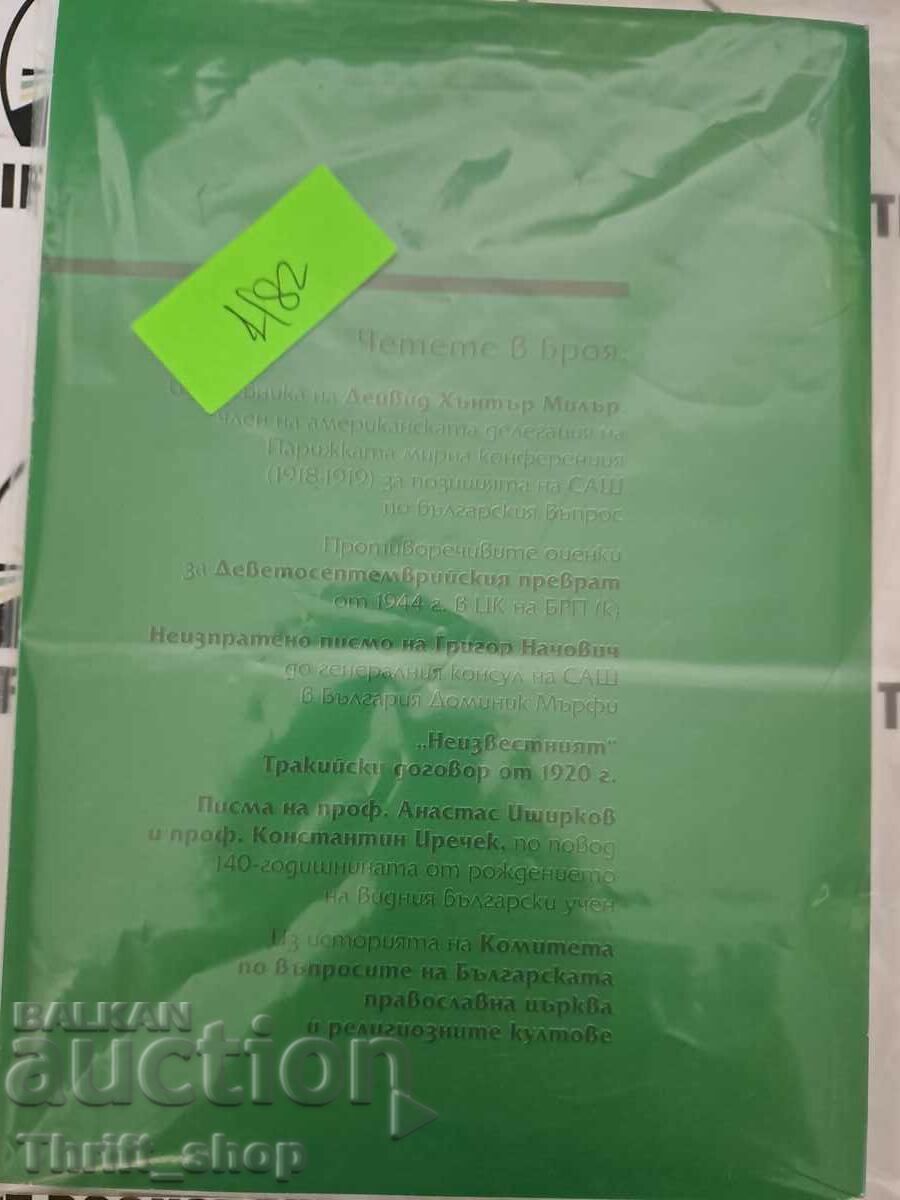 4182
Четете в броя:
на Дейвид Хънтър Милър,
член на американската делегация на
Парижката мирна конференция
(1918-1919) за позицията на САЩ
по българския въпрос
Противоречивите оценки
за Деветосептемврийския преврат
от 1944 г. в ЦК на БРП (к)
Неизпратено писмо на Григор Начович
до генералния консул на САЩ
в България Доминик Мърфи
„Неизвестният“
Тракийски договор от 1920 г.
Писма на проф. Анастас Иширков
и проф. Константин Иречек, по повод
140-годишнината от рождението
на видния български учен
Из историята на Комитета
по въпросите на Българската
православна църква
и религиозните култове
BALKAN
auction
Thrift_shop